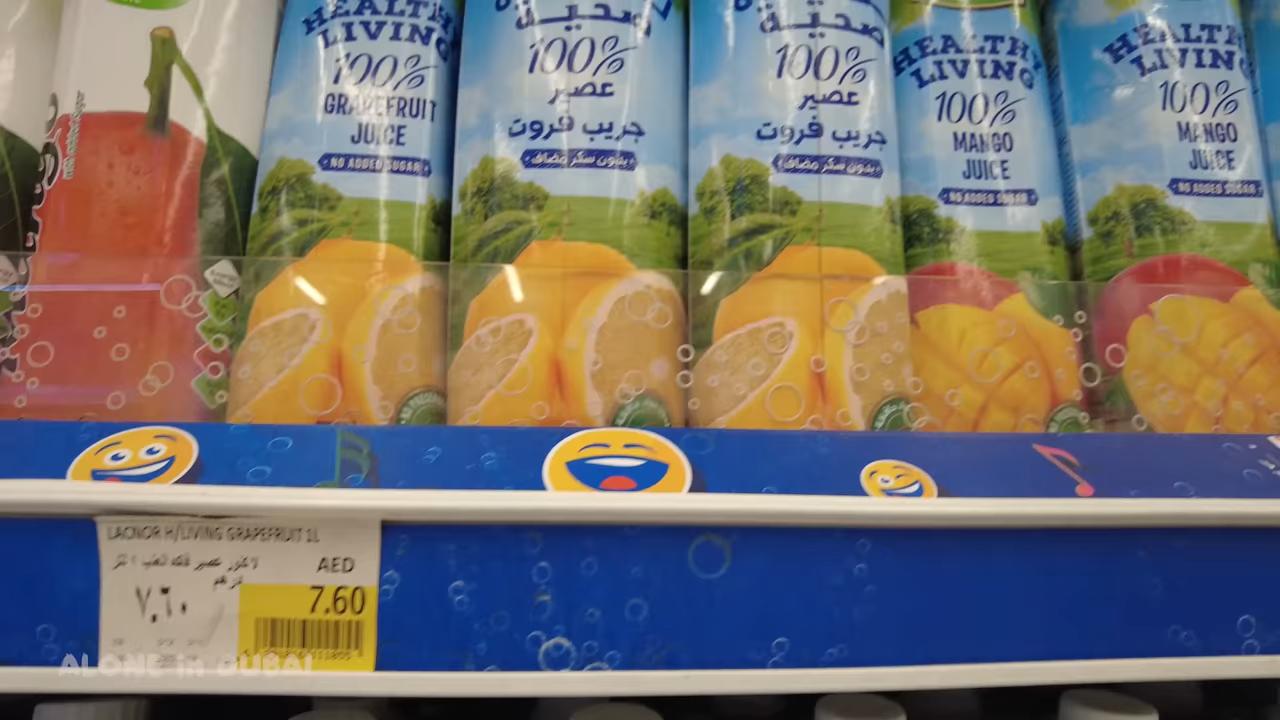 HEALTHY
LIVING
100%
GRAPEFRUIT
JUICE
NO ADDED SUGAR
صحية
100%
عصير
جريب فروت
بدون سكر مضاف
صحية
100%
عصير
جريب فروت
بدون سكر مضاف
HEALTHY
LIVING
100%
MANGO
JUICE
NO ADDED SUGAR
HEALTHY
LIVING
100%
MANGO
JUICE
NO ADDED SUGAR
LACNOR H/LIVING GRAPEFRUIT 1L
AED
درهم
٧,٦٠
7.60
ALONE in DUBAI